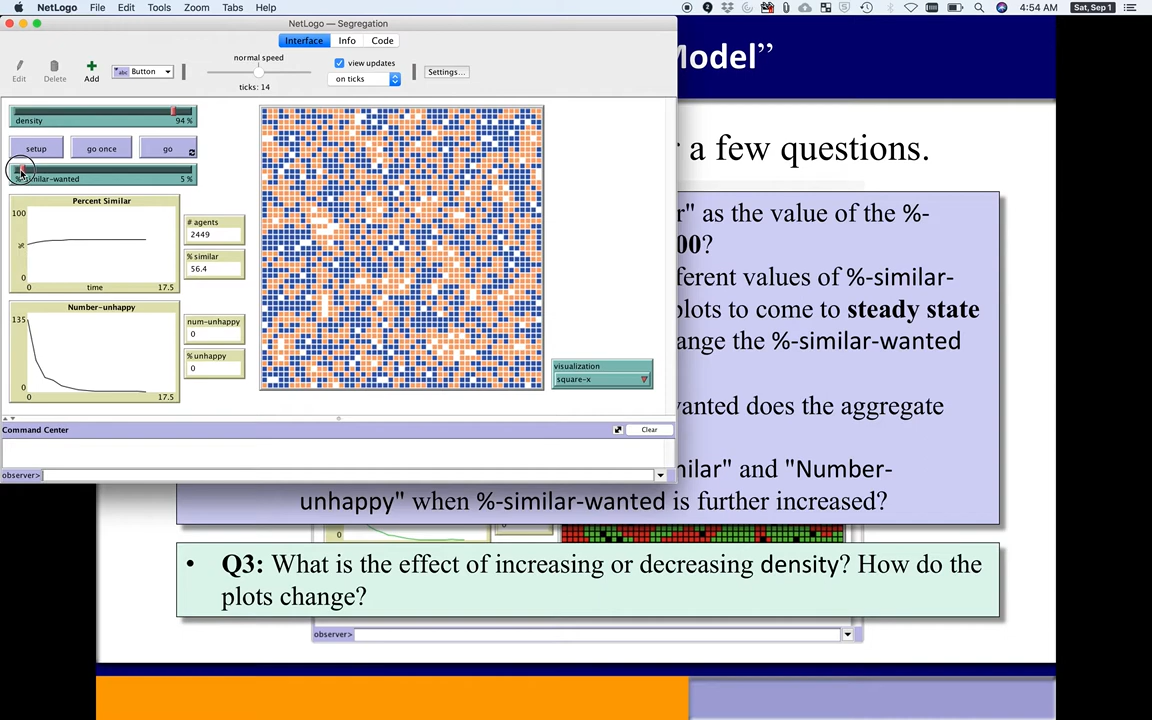 NetLogo File Edit Tools Zoom Tabs Help
4:54 AM Sat, Sep 1
NetLogo — Segregation
Interface Info Code
Edit Delete Add
Button
normal speed
ticks: 14
view updates
on ticks
Settings...
density 94 %
setup go once go
similar-wanted 5 %
Percent Similar
100
%
0
0 time 17.5
# agents
2449
% similar
56.4
Number-unhappy
135
0
0 17.5
num-unhappy
0
% unhappy
0
visualization
square-x
Command Center
Clear
observer>
Model”
a few questions.
" as the value of the %-
00?
fferent values of %-similar-
plots to come to steady state
ange the %-similar-wanted
wanted does the aggregate
milar" and "Number-
unhappy" when %-similar-wanted is further increased?
0
• Q3: What is the effect of increasing or decreasing density? How do the
plots change?
observer>